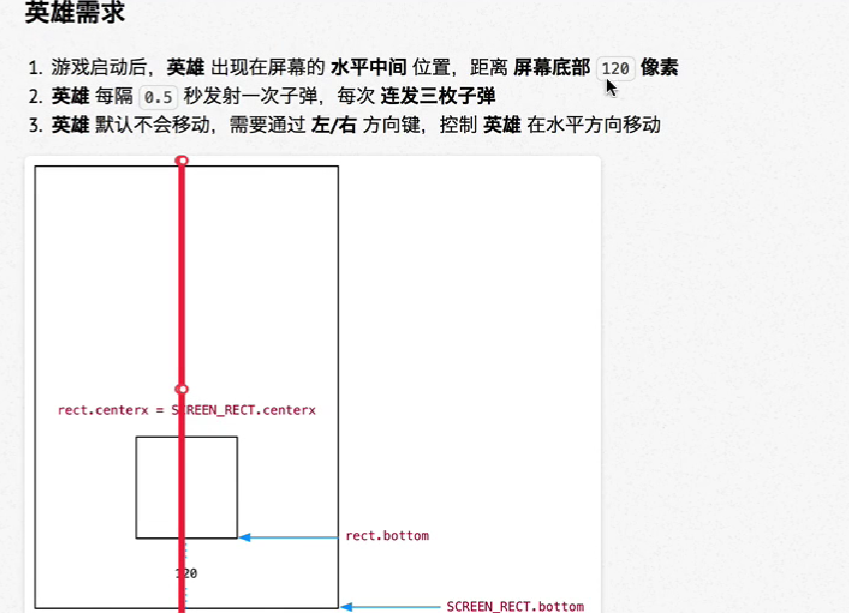 英雄需求
1. 游戏启动后，英雄 出现在屏幕的 水平中间 位置，距离 屏幕底部 120 像素
2. 英雄 每隔 0.5 秒发射一次子弹，每次 连发三枚子弹
3. 英雄 默认不会移动，需要通过 左/右 方向键，控制 英雄 在水平方向移动
rect.centerx = SCREEN_RECT.centerx
rect.bottom
120
SCREEN_RECT.bottom